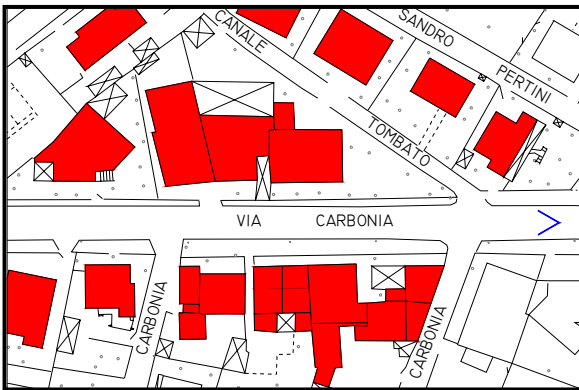 CANALE
TOMBATO
SANDRO
PERTINI
VIA CARBONIA
CARBONIA
CARBONIA